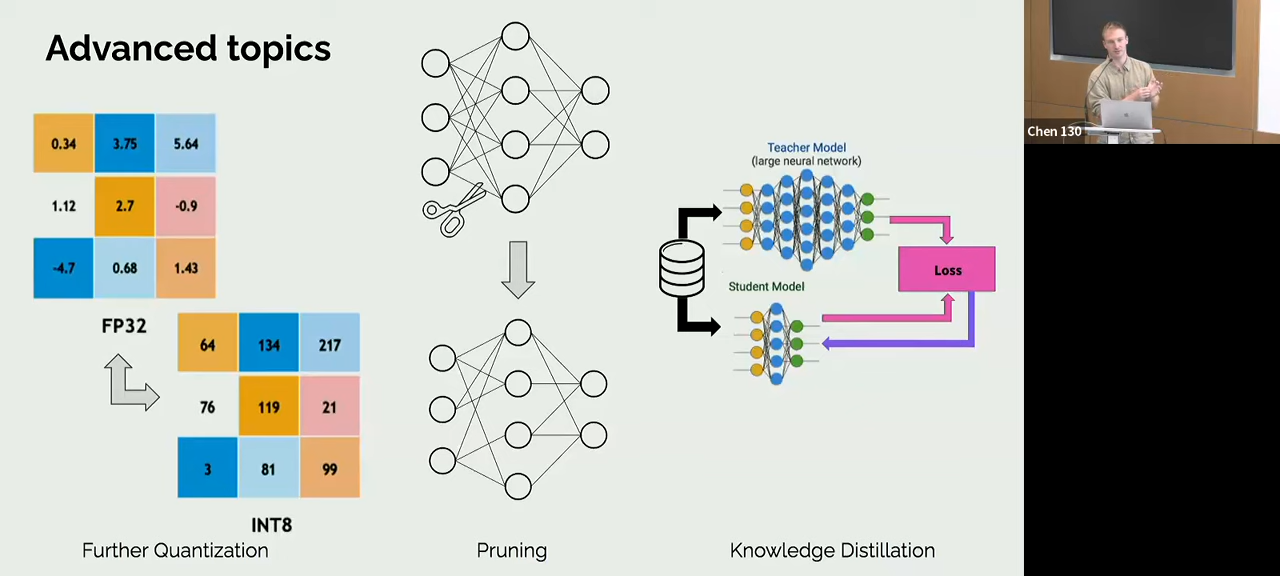 Advanced topics
0.34 3.75 5.64
1.12 2.7 -0.9
-4.7 0.68 1.43
FP32
64 134 217
76 119 21
3 81 99
INT8
Further Quantization
Pruning
Teacher Model
(large neural network)
Loss
Student Model
Knowledge Distillation
Chen 130